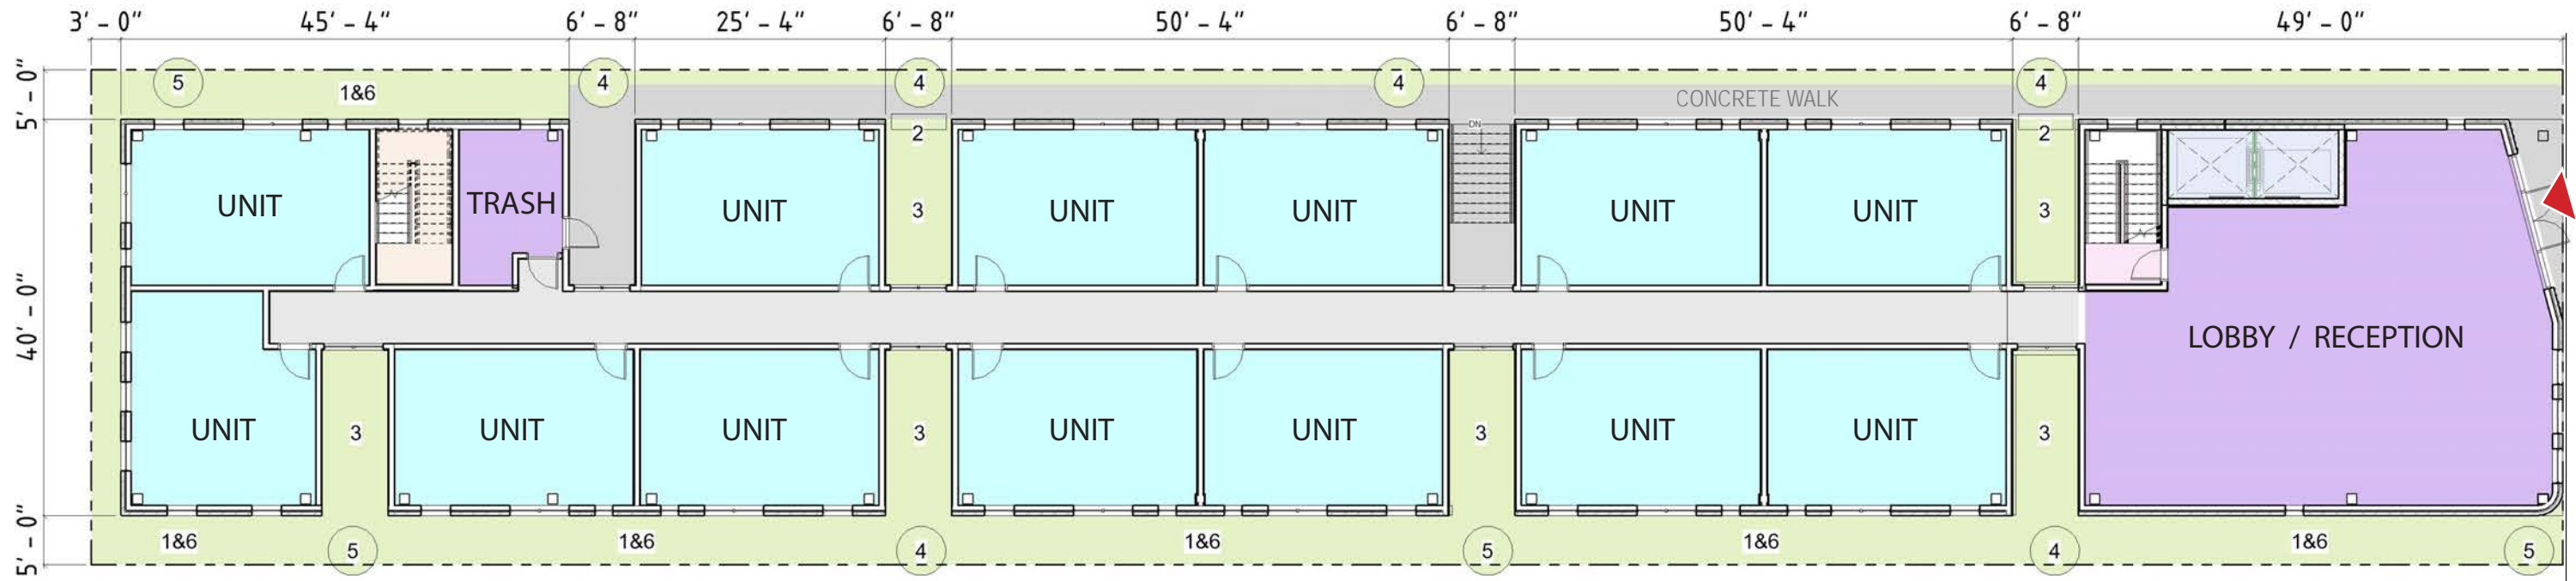 3' - 0" 45' - 4" 6' - 8" 25' - 4" 6' - 8" 50' - 4" 6' - 8" 50' - 4" 6' - 8" 49' - 0"
5' - 0"
5 4 4 4 4
1&6
CONCRETE WALK
DN
2 2
UNIT TRASH UNIT 3 UNIT UNIT UNIT UNIT 3
40' - 0"
LOBBY / RECEPTION
UNIT 3 UNIT UNIT 3 UNIT UNIT 3 UNIT UNIT 3
5' - 0"
1&6 1&6 1&6 1&6 1&6
5 4 5 4 5